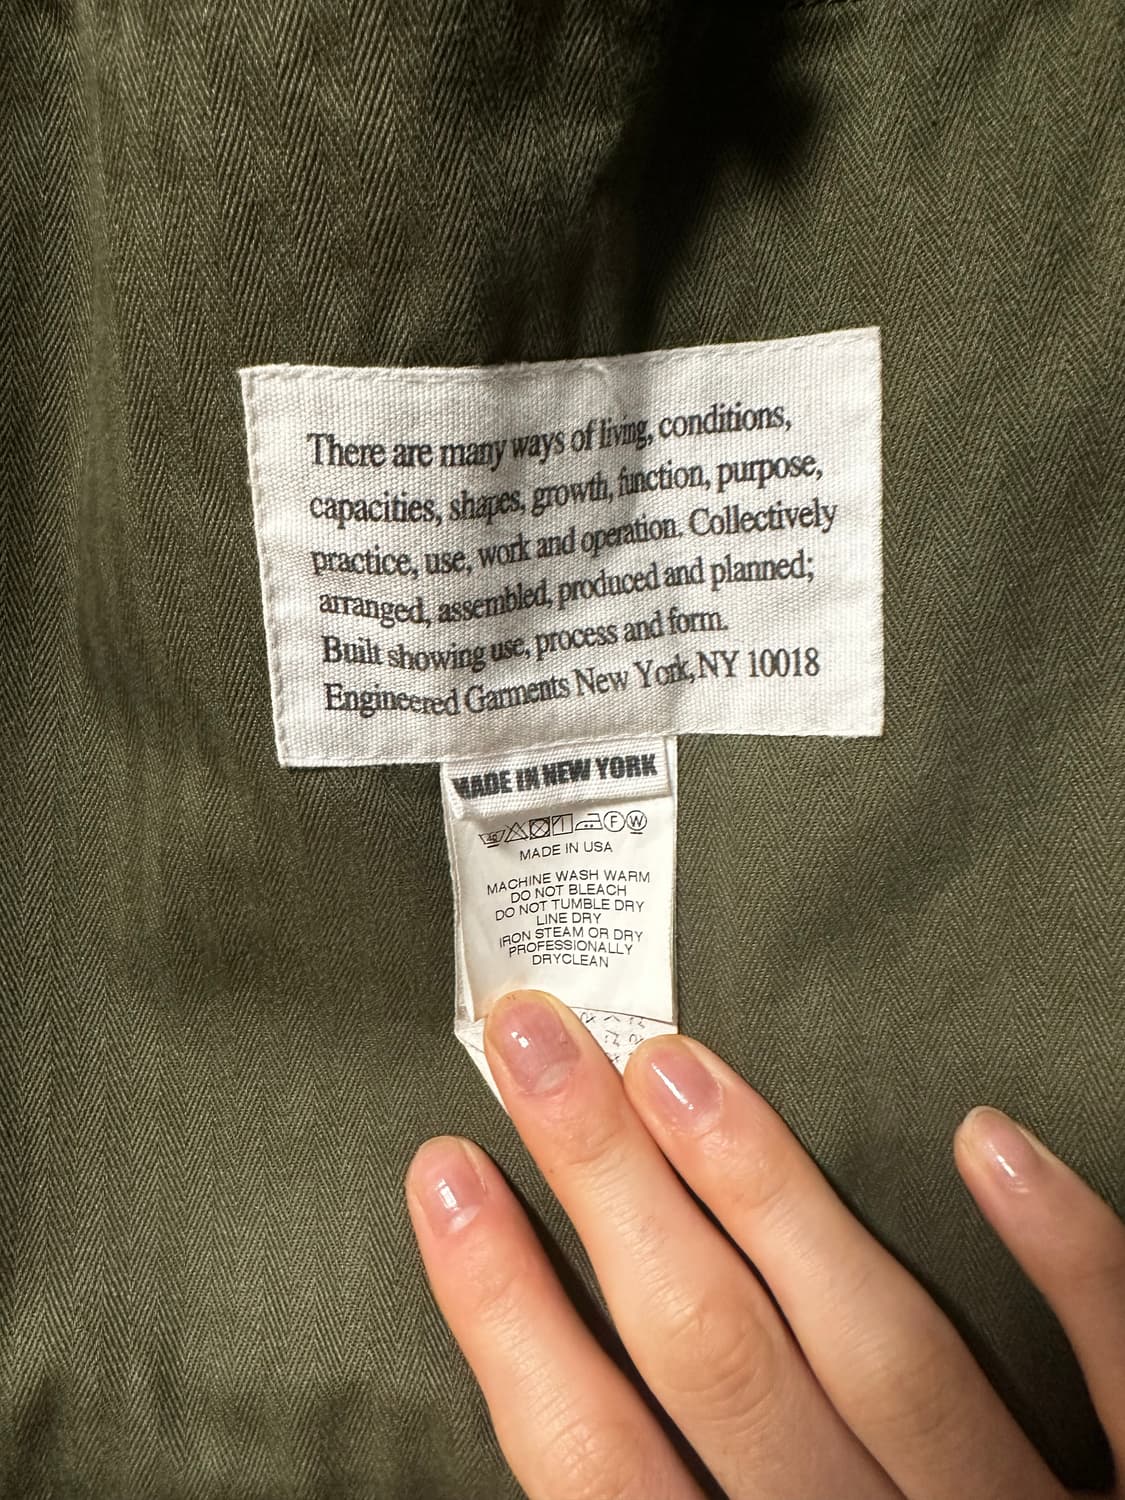 There are many ways of living, conditions,
capacities, shapes, growth, function, purpose,
practice, use, work and operation. Collectively
arranged, assembled, produced and planned;
Built showing use, process and form.
Engineered Garments New York, NY 10018
MADE IN NEW YORK
40 F W
MADE IN USA
MACHINE WASH WARM
DO NOT BLEACH
DO NOT TUMBLE DRY
LINE DRY
IRON STEAM OR DRY
PROFESSIONALLY
DRYCLEAN